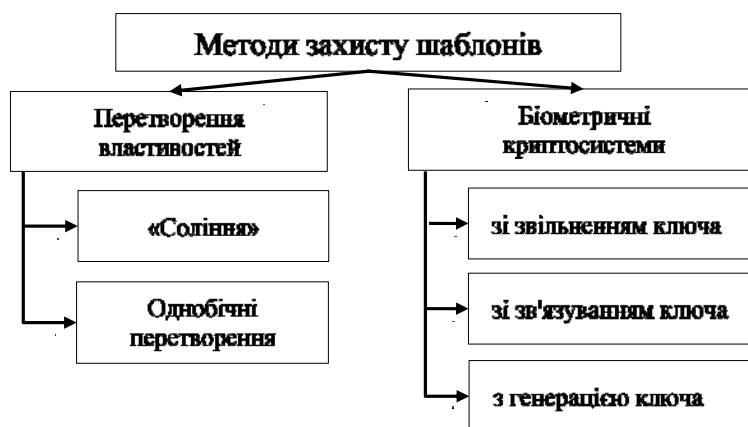 Методи захисту шаблонів
Перетворення
властивостей
«Соління»
Однобічні
перетворення
Біометричні
криптосистеми
зі звільненням ключа
зі зв'язуванням ключа
з генерацією ключа